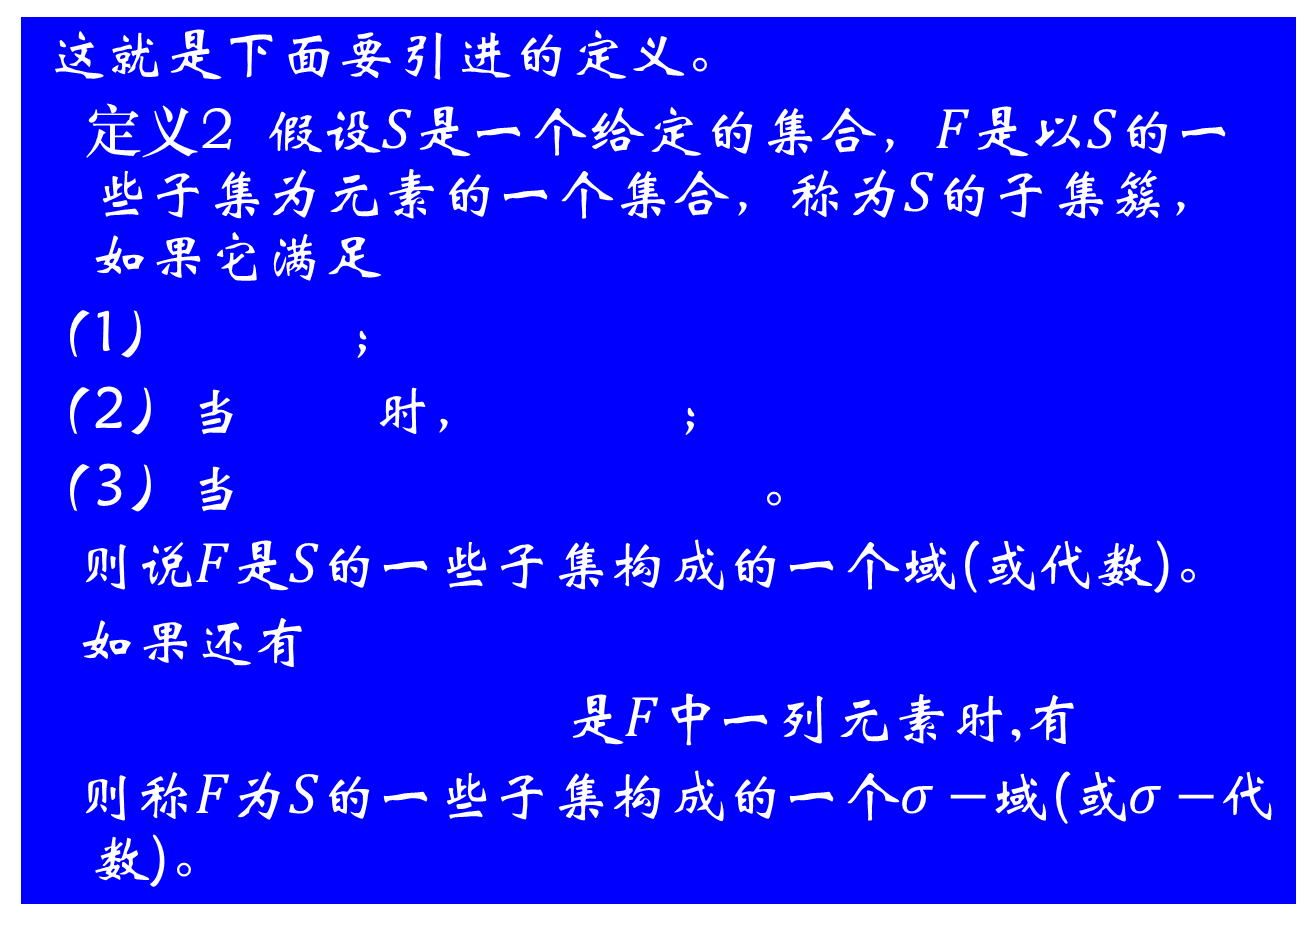 这就是下面要引进的定义。
定义2 假设S是一个给定的集合，F是以S的一
些子集为元素的一个集合，称为S的子集簇，
如果它满足
(1) ；
(2) 当 时， ；
(3) 当 。
则说F是S的一些子集构成的一个域(或代数)。
如果还有
是F中一列元素时,有
则称F为S的一些子集构成的一个σ－域(或σ－代
数)。